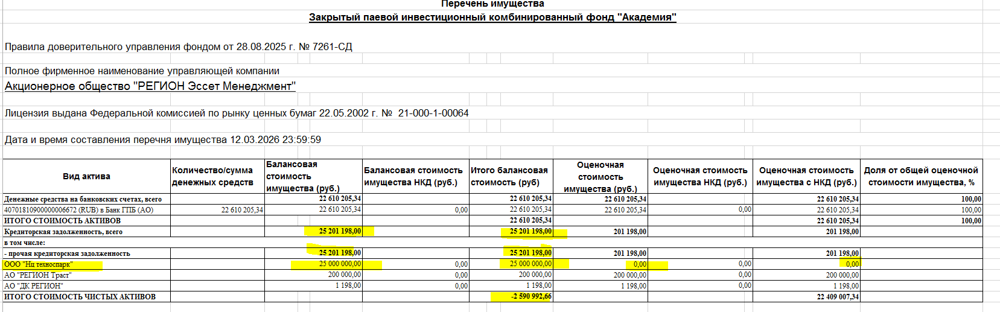 Перечень имущества
Закрытый паевой инвестиционный комбинированный фонд "Академия"
Правила доверительного управления фондом от 28.08.2025 г. № 7261-СД
Полное фирменное наименование управляющей компании
Акционерное общество "РЕГИОН Эссет Менеджмент"
Лицензия выдана Федеральной комиссией по рынку ценных бумаг 22.05.2002 г. № 21-000-1-00064
Дата и время составления перечня имущества 12.03.2026 23:59:59
Вид актива Количество/сумма денежных средств Балансовая стоимость имущества (руб.) Балансовая стоимость имущества НКД (руб.) Итого балансовая стоимость (руб) Оценочная стоимость имущества (руб.) Оценочная стоимость имущества НКД (руб.) Оценочная стоимость имущества с НКД (руб.) Доля от общей оценочной стоимости имущества, %
Денежные средства на банковских счетах, всего 22 610 205,34 22 610 205,34 22 610 205,34 22 610 205,34 100,00
40701810900000006672 (RUB) в Банк ГПБ (АО) 22 610 205,34 22 610 205,34 0,00 22 610 205,34 22 610 205,34 0,00 22 610 205,34 100,00
ИТОГО СТОИМОСТЬ АКТИВОВ 22 610 205,34 22 610 205,34 100,00
Кредиторская задолженность, всего 25 201 198,00 25 201 198,00 201 198,00 201 198,00
в том числе:
- прочая кредиторская задолженность 25 201 198,00 25 201 198,00 201 198,00 201 198,00
ООО "Нц техноспарк" 25 000 000,00 0,00 25 000 000,00 0,00 0,00 0,00
АО "РЕГИОН Траст" 200 000,00 0,00 200 000,00 200 000,00 0,00 200 000,00
АО "ДК РЕГИОН" 1 198,00 0,00 1 198,00 1 198,00 0,00 1 198,00
ИТОГО СТОИМОСТЬ ЧИСТЫХ АКТИВОВ -2 590 992,66 22 409 007,34